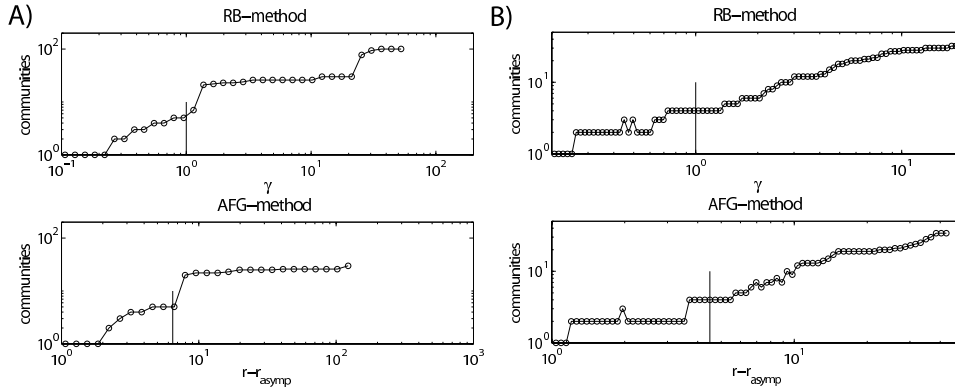 A)
RB−method
communities
10^2
10^0
10^−1
10^0
10^1
10^2
γ
AFG−method
communities
10^2
10^0
10^0
10^1
10^2
10^3
r−r_asymp
B)
RB−method
communities
10^1
10^0
10^0
10^1
γ
AFG−method
communities
10^1
10^0
10^0
10^1
r−r_asymp